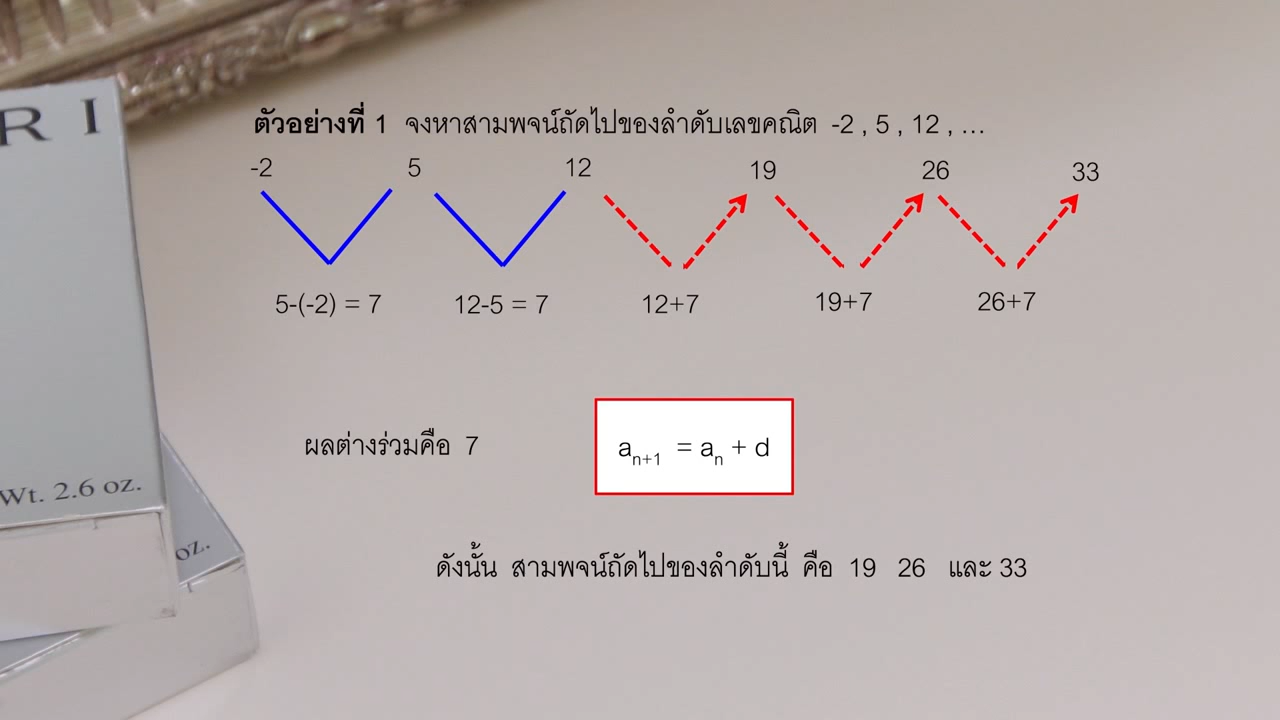 R I
ตัวอย่างที่ 1 จงหาสามพจน์ถัดไปของลำดับเลขคณิต -2 , 5 , 12 , ...
-2 5 12 19 26 33
5-(-2) = 7 12-5 = 7 12+7 19+7 26+7
ผลต่างร่วมคือ 7 aₙ₊₁ = aₙ + d
Wt. 2.6 oz.
oz.
ดังนั้น สามพจน์ถัดไปของลำดับนี้ คือ 19 26 และ 33